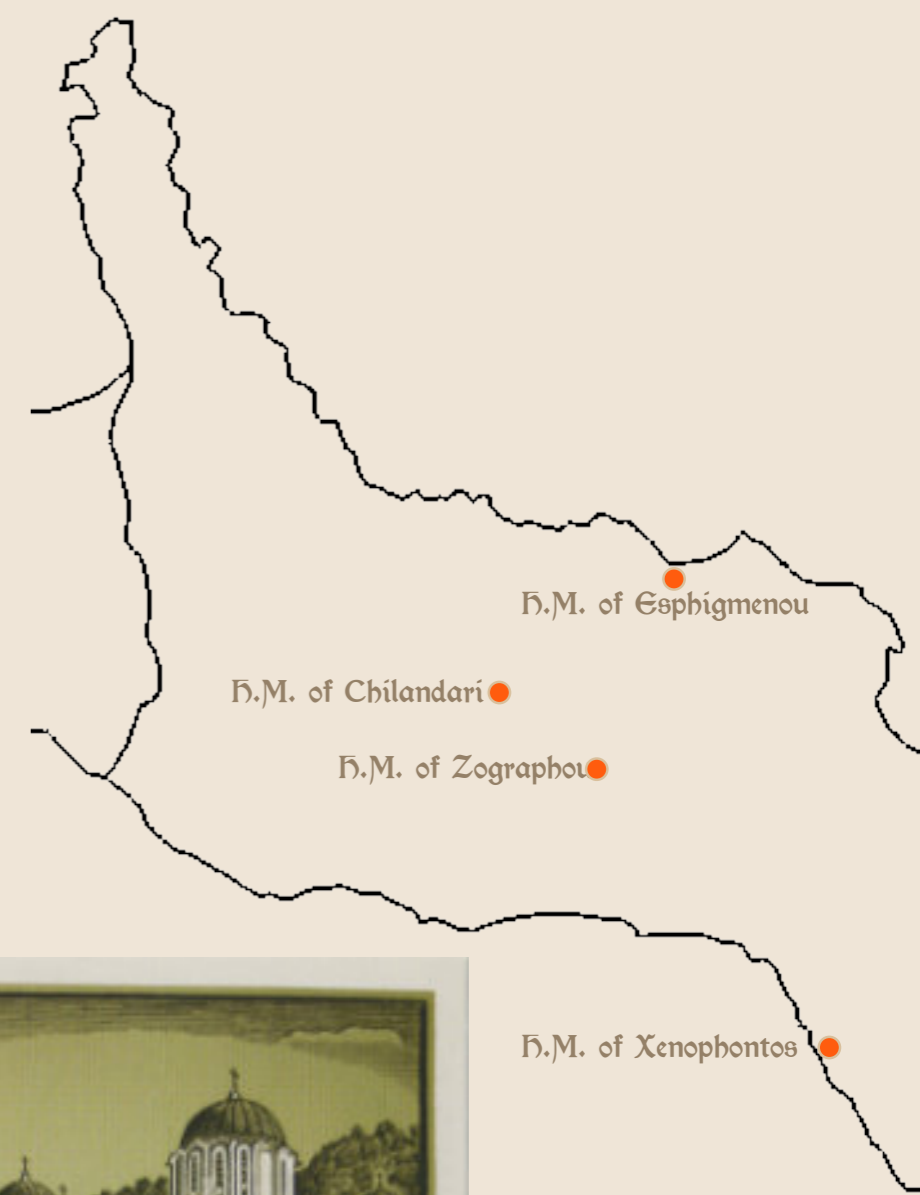 H.M. of Esphigmenou
H.M. of Chilandari
H.M. of Zographou
H.M. of Xenophontos